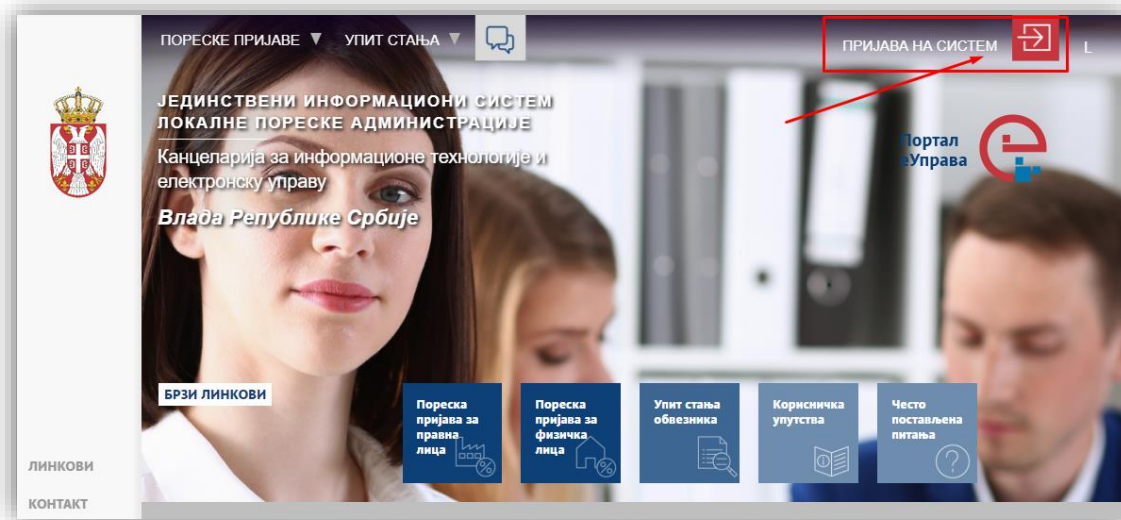 ПОРЕСКЕ ПРИЈАВЕ ▼ УПИТ СТАЊА ▼
ПРИЈАВА НА СИСТЕМ
L
ЈЕДИНСТВЕНИ ИНФОРМАЦИОНИ СИСТЕМ
ЛОКАЛНЕ ПОРЕСКЕ АДМИНИСТРАЦИЈЕ
Канцеларија за информационе технологије и
електронску управу
Влада Републике Србије
Портал
еУправа
БРЗИ ЛИНКОВИ
Пореска
пријава за
правна
лица
Пореска
пријава за
физичка
лица
Упит стања
обвезника
Корисничка
упутства
Често
постављена
питања
ЛИНКОВИ
КОНТАКТ